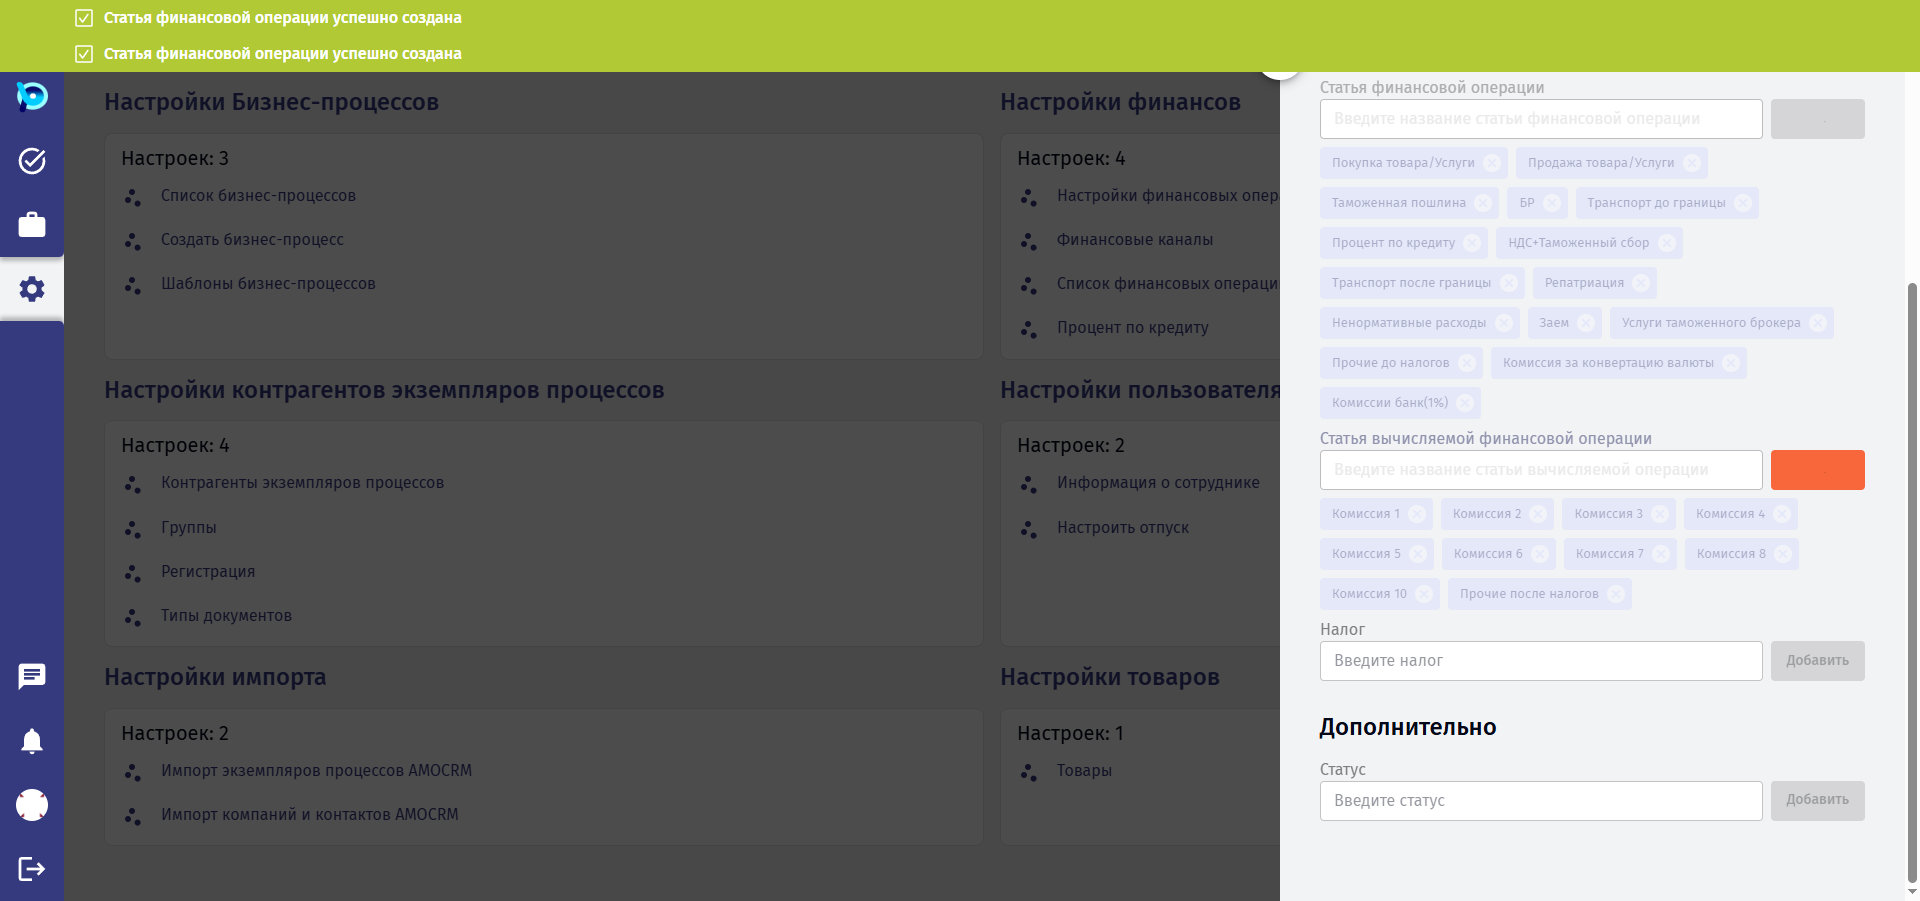 Статья финансовой операции успешно создана
Статья финансовой операции успешно создана
Настройки Бизнес-процессов
Настроек: 3
Список бизнес-процессов
Создать бизнес-процесс
Шаблоны бизнес-процессов
Настройки финансов
Настроек: 4
Настройки финансовых опер
Финансовые каналы
Список финансовых операци
Процент по кредиту
Настройки контрагентов экземпляров процессов
Настроек: 4
Контрагенты экземпляров процессов
Группы
Регистрация
Типы документов
Настройки пользователя
Настроек: 2
Информация о сотруднике
Настроить отпуск
Настройки импорта
Настроек: 2
Импорт экземпляров процессов AMOCRM
Импорт компаний и контактов AMOCRM
Настройки товаров
Настроек: 1
Товары
Статья финансовой операции
Введите название статьи финансовой операции
Покупка товара/Услуги Продажа товара/Услуги
Таможенная пошлина БР Транспорт до границы
Процент по кредиту НДС+Таможенный сбор
Транспорт после границы Репатриация
Ненормативные расходы Заем Услуги таможенного брокера
Прочие до налогов Комиссия за конвертацию валюты
Комиссии банк(1%)
Статья вычисляемой финансовой операции
Введите название статьи вычисляемой операции
Комиссия 1 Комиссия 2 Комиссия 3 Комиссия 4
Комиссия 5 Комиссия 6 Комиссия 7 Комиссия 8
Комиссия 10 Прочие после налогов
Налог
Введите налог Добавить
Дополнительно
Статус
Введите статус Добавить